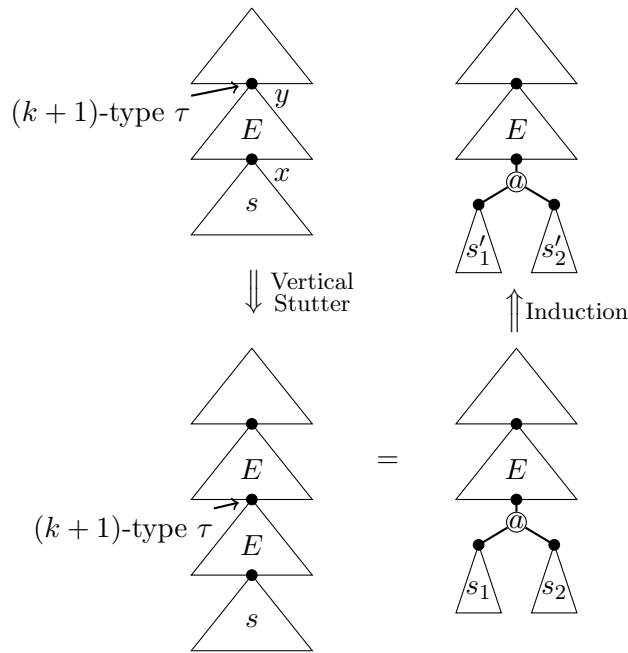 (k + 1)-type τ
y
E
x
s
E
a
s′₁ s′₂
Vertical
Stutter
Induction
E
(k + 1)-type τ
E
s
=
E
a
s₁ s₂